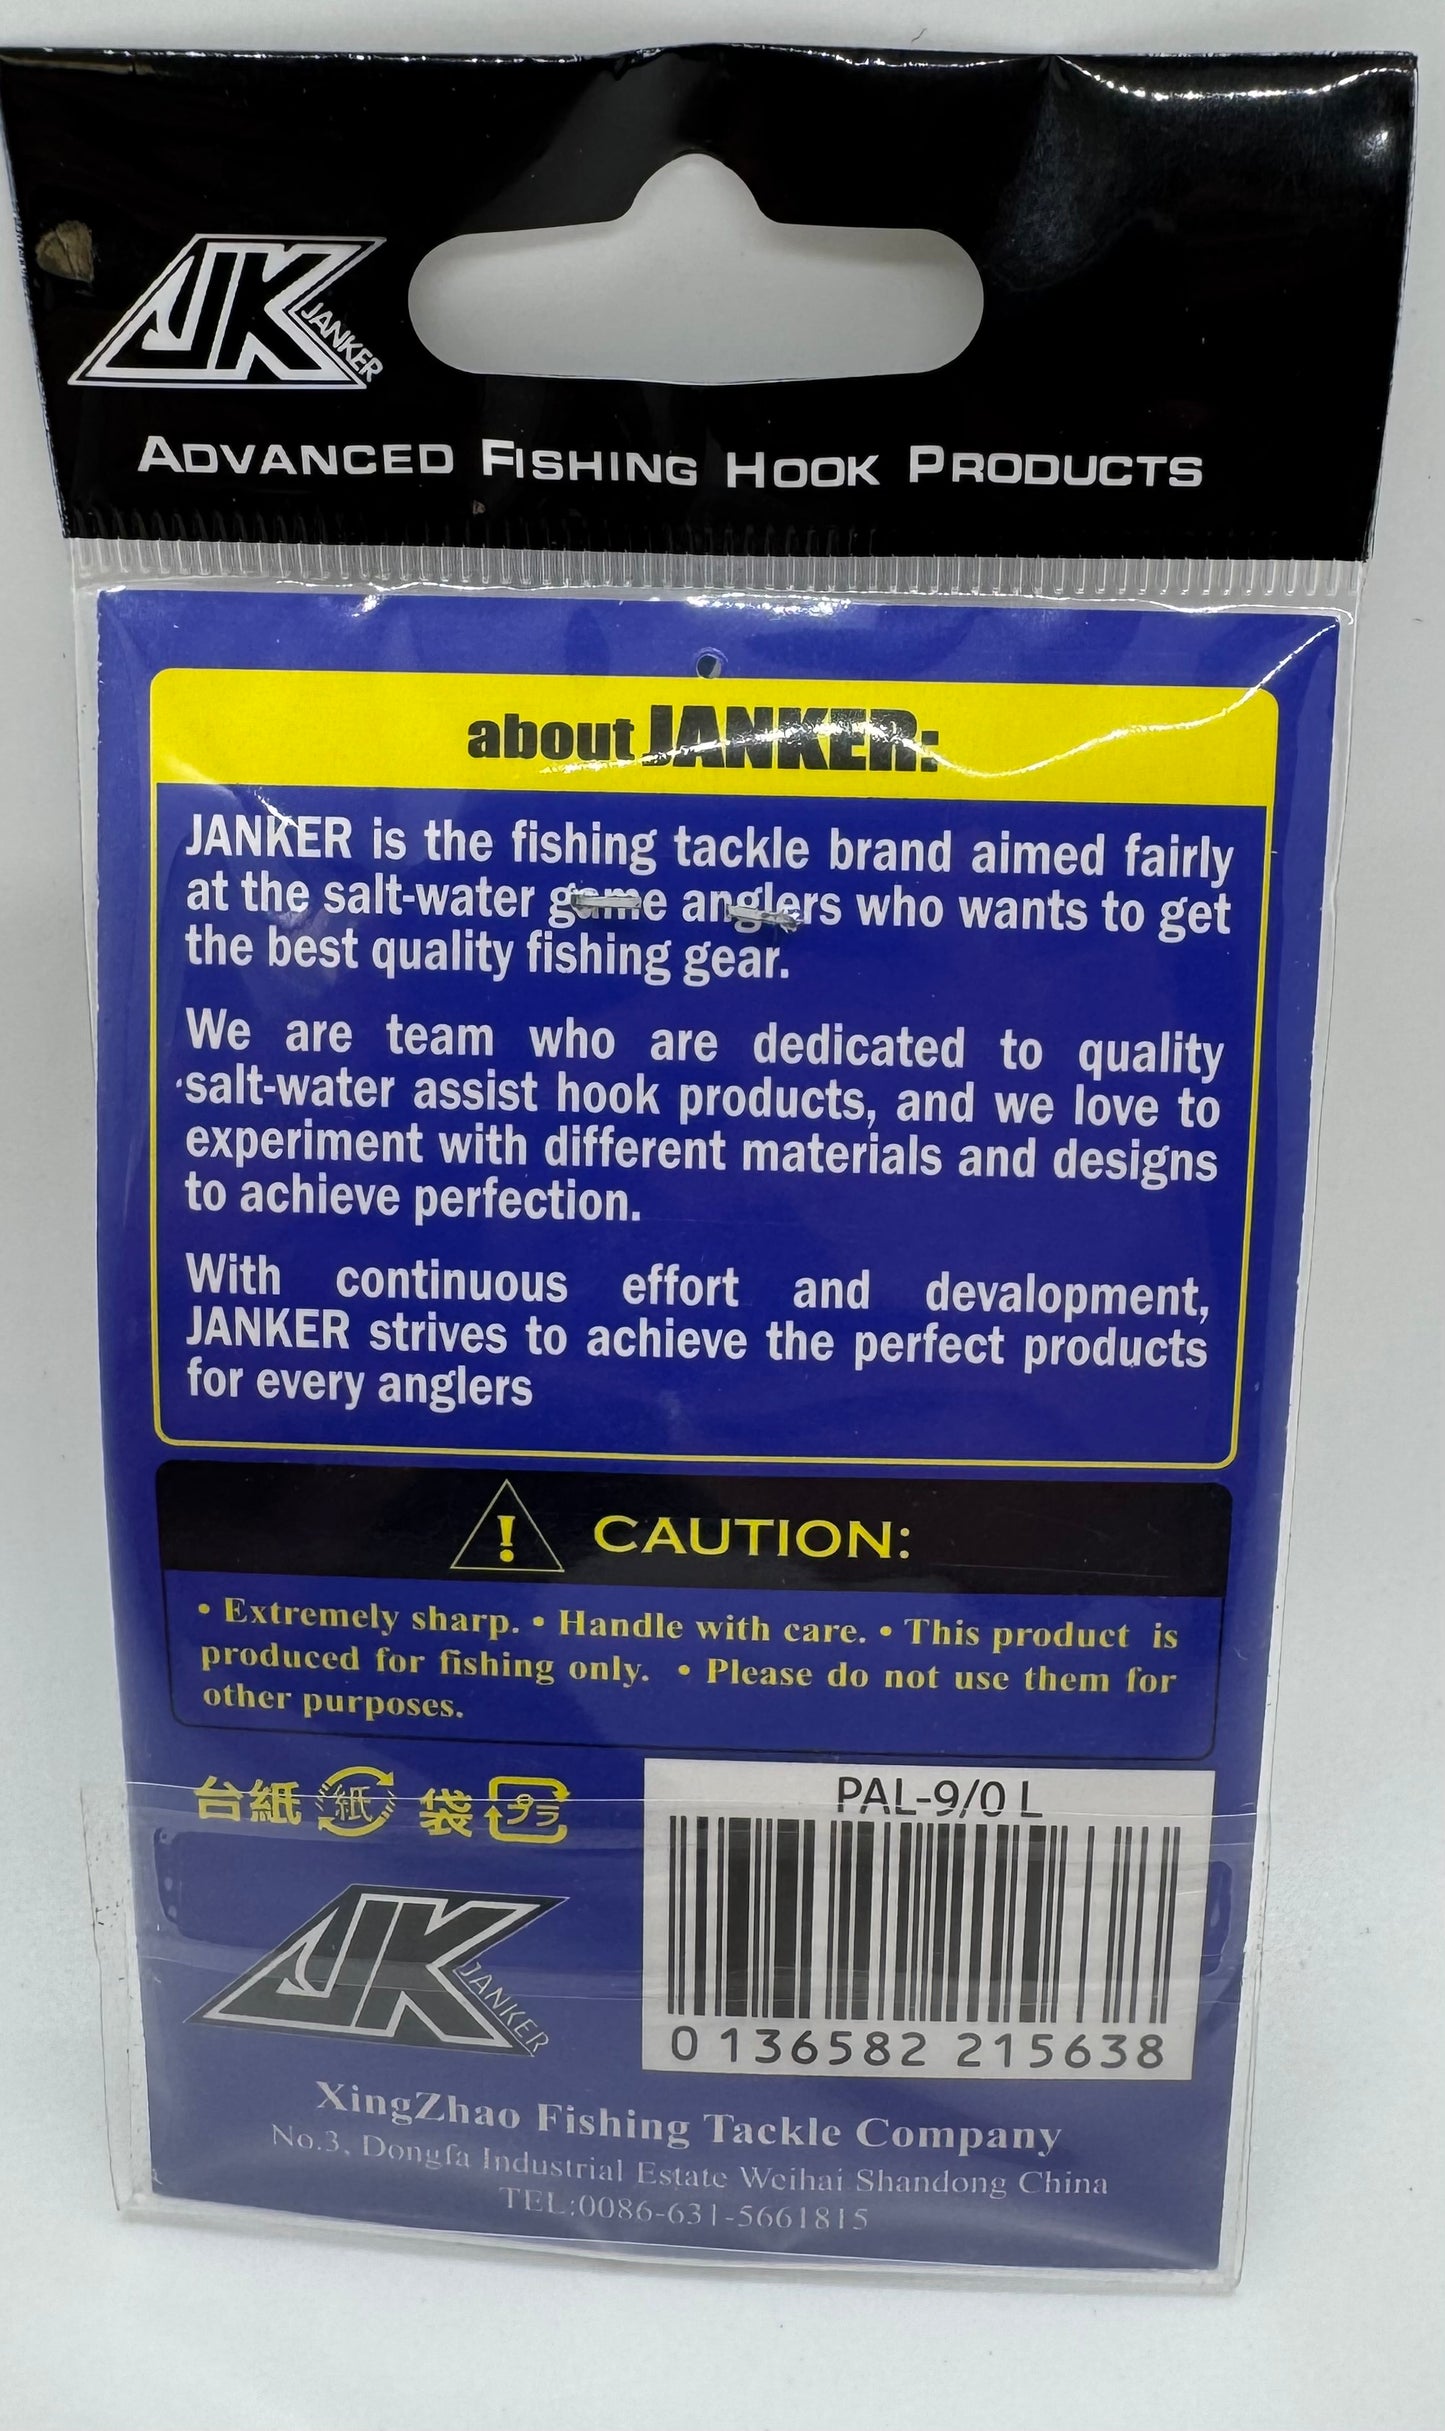 JK JANKER
ADVANCED FISHING HOOK PRODUCTS
about JANKER:
JANKER is the fishing tackle brand aimed fairly
at the salt-water game anglers who wants to get
the best quality fishing gear.
We are team who are dedicated to quality
salt-water assist hook products, and we love to
experiment with different materials and designs
to achieve perfection.
With continuous effort and devalopment,
JANKER strives to achieve the perfect products
for every anglers
! CAUTION:
• Extremely sharp. • Handle with care. • This product is
produced for fishing only. • Please do not use them for
other purposes.
台紙 紙 袋 プラ
PAL-9/0 L
0 136582 215638
JK JANKER
XingZhao Fishing Tackle Company
No.3, Dongfa Industrial Estate Weihai Shandong China
TEL:0086-631-5661815